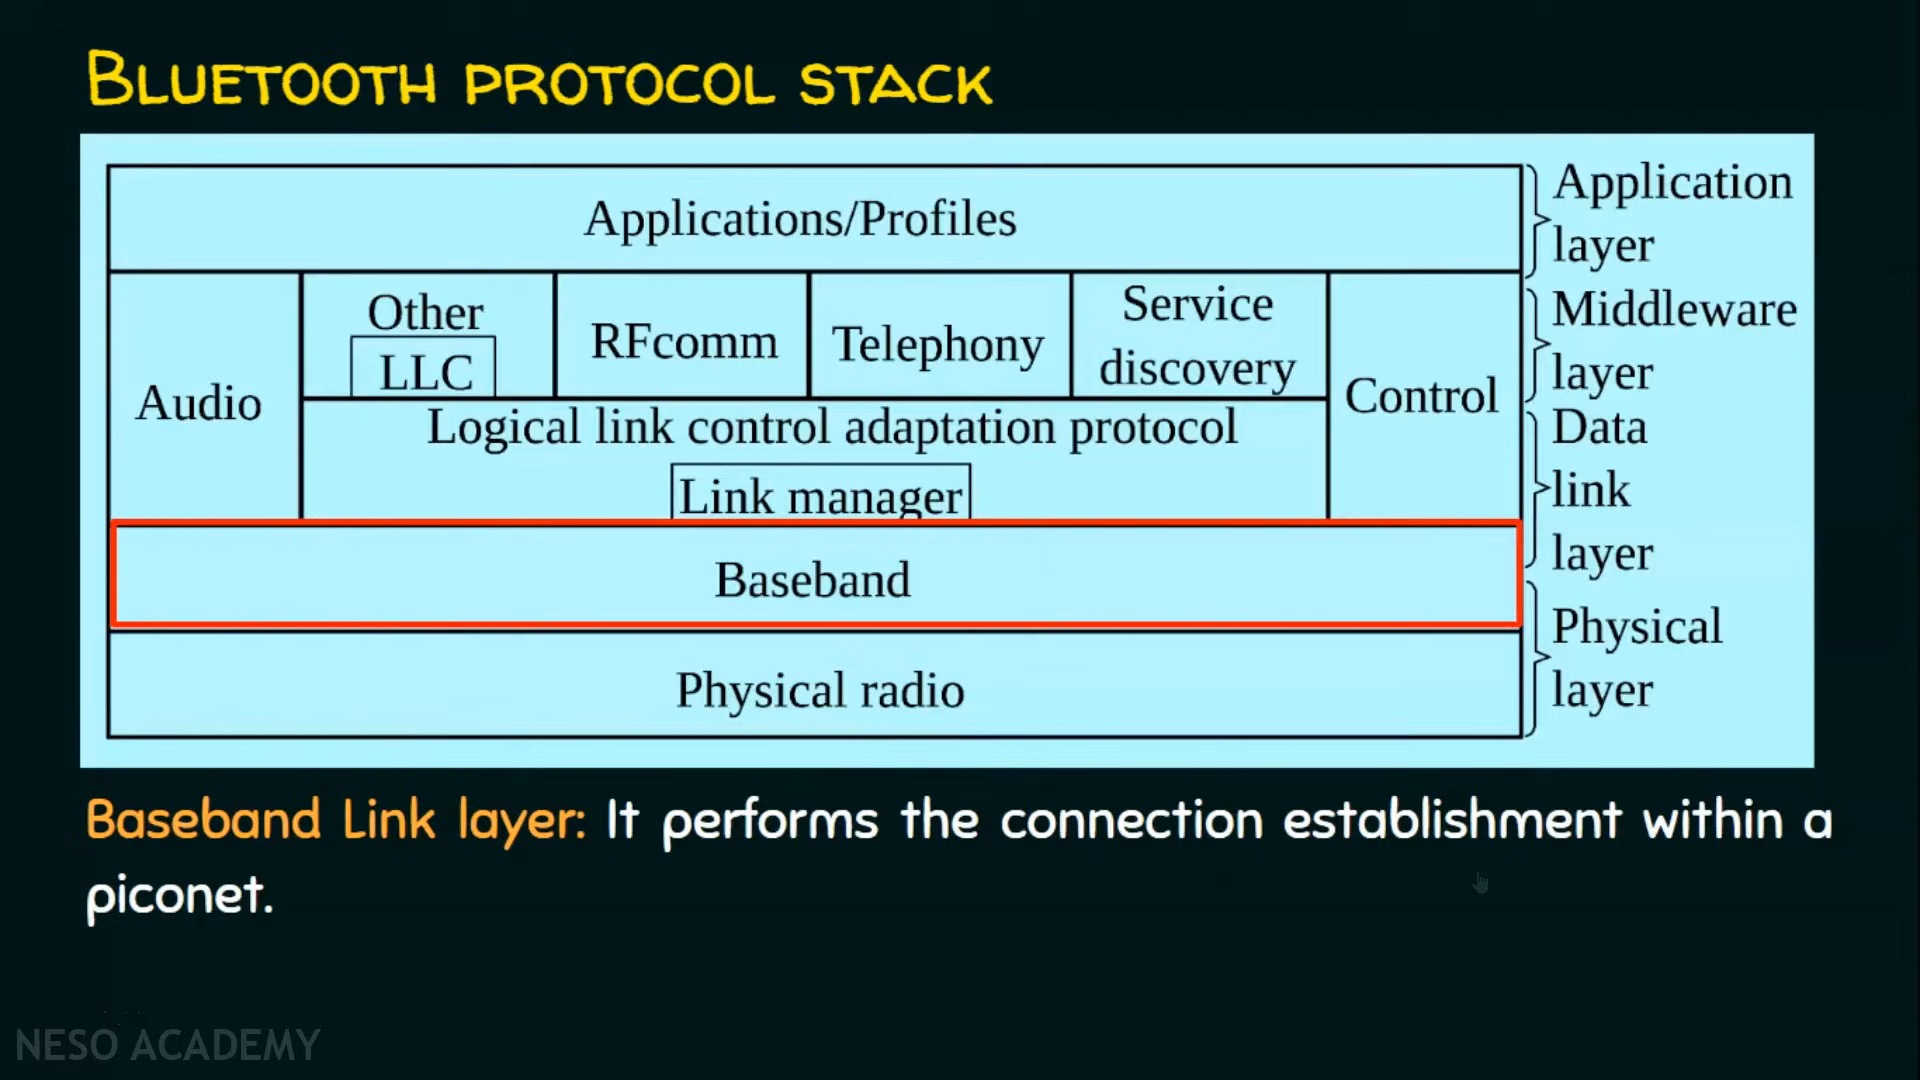 BLUETOOTH PROTOCOL STACK
Applications/Profiles
Application
layer
Audio
Other
LLC
RFcomm
Telephony
Service
discovery
Control
Middleware
layer
Logical link control adaptation protocol
Link manager
Data
link
layer
Baseband
Physical radio
Physical
layer
Baseband Link layer: It performs the connection establishment within a
piconet.
NESO ACADEMY